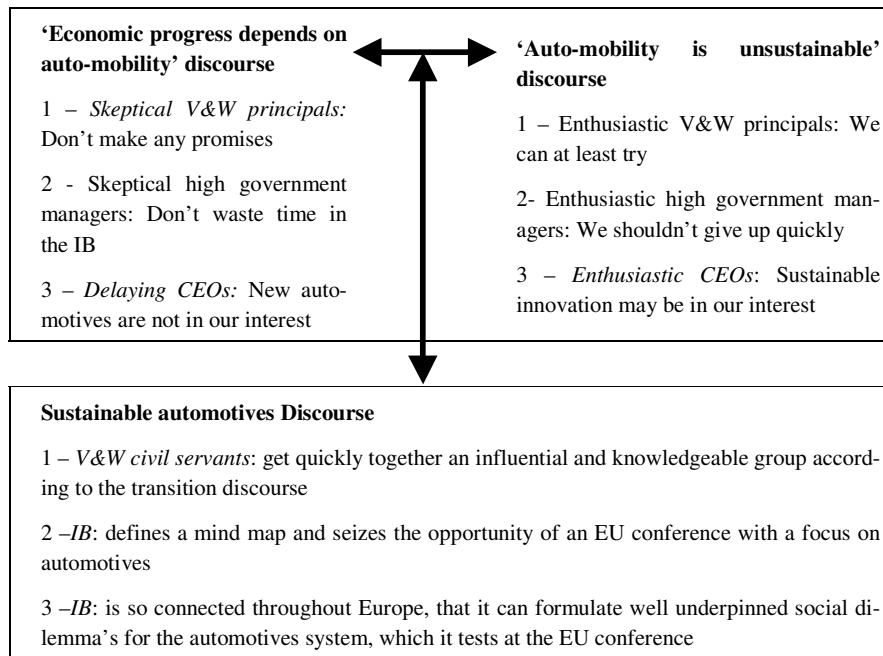 ‘Economic progress depends on
auto-mobility’ discourse
1 – Skeptical V&W principals:
Don’t make any promises
2 - Skeptical high government
managers: Don’t waste time in
the IB
3 – Delaying CEOs: New auto-
motives are not in our interest
‘Auto-mobility is unsustainable’
discourse
1 – Enthusiastic V&W principals: We
can at least try
2- Enthusiastic high government man-
agers: We shouldn’t give up quickly
3 – Enthusiastic CEOs: Sustainable
innovation may be in our interest
Sustainable automotives Discourse
1 – V&W civil servants: get quickly together an influential and knowledgeable group accord-
ing to the transition discourse
2 –IB: defines a mind map and seizes the opportunity of an EU conference with a focus on
automotives
3 –IB: is so connected throughout Europe, that it can formulate well underpinned social di-
lemma’s for the automotives system, which it tests at the EU conference